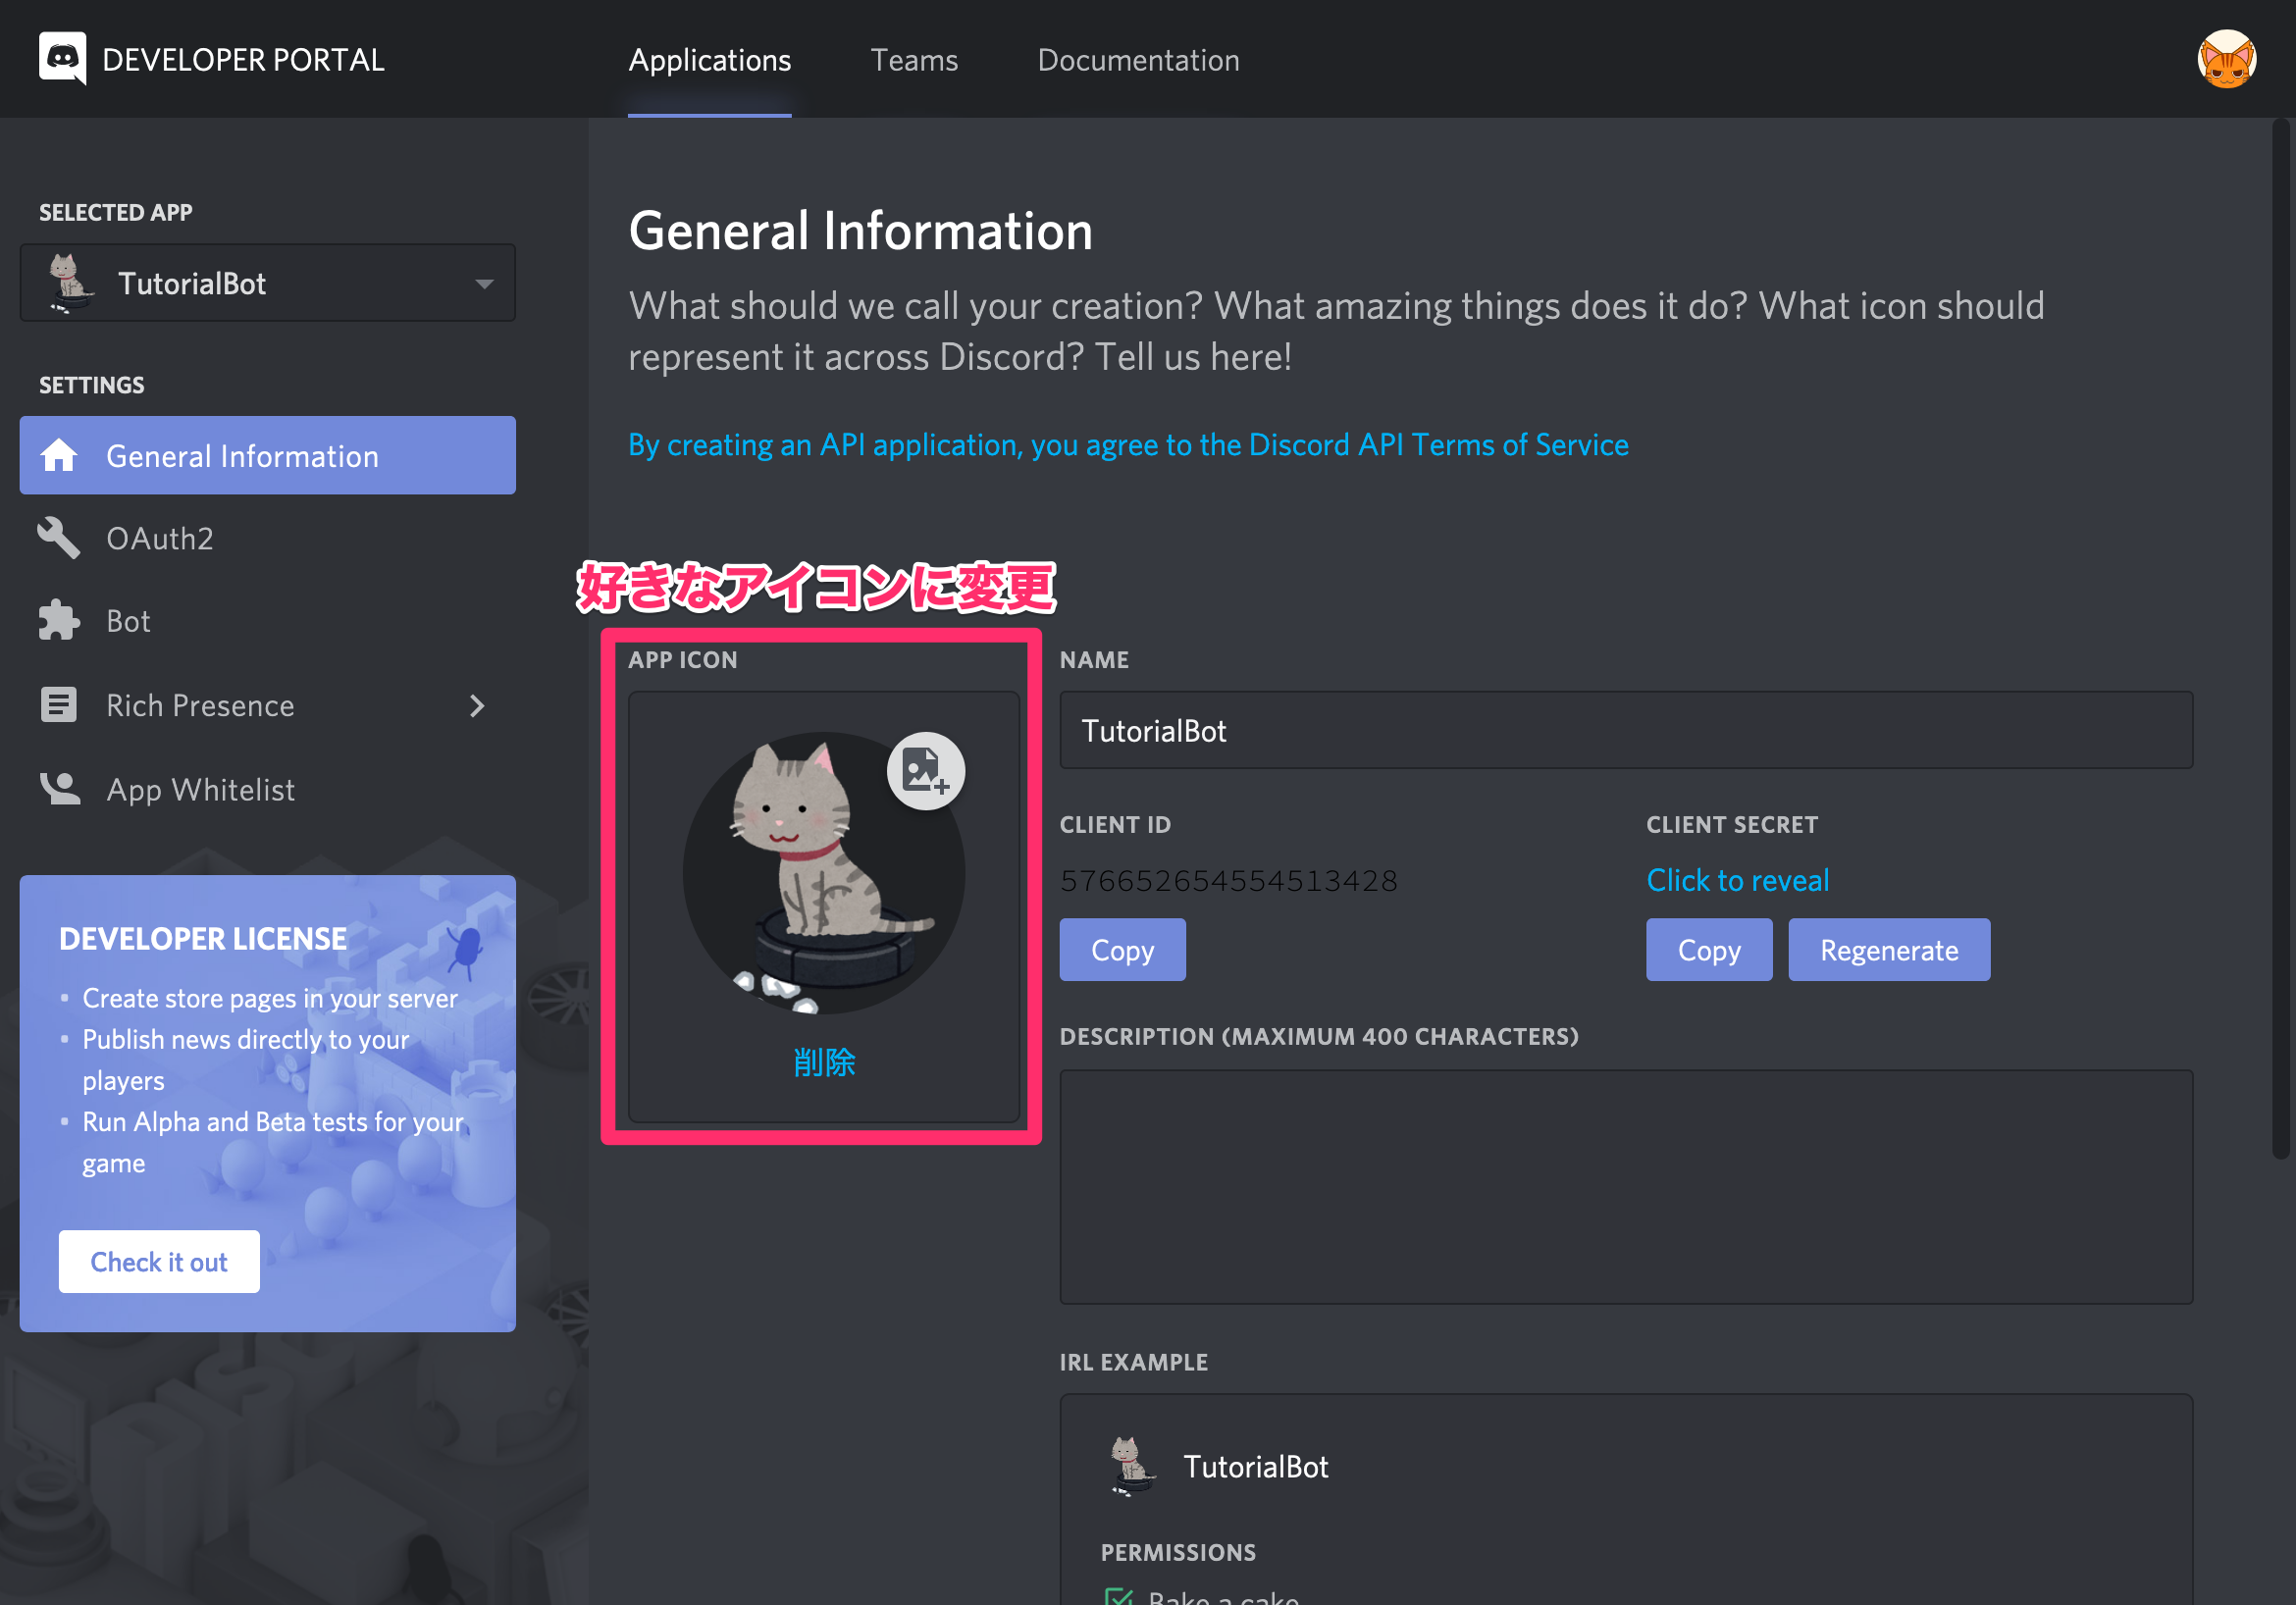 DEVELOPER PORTAL
Applications
Teams
Documentation
SELECTED APP
TutorialBot
SETTINGS
General Information
OAuth2
Bot
Rich Presence
App Whitelist
DEVELOPER LICENSE
Create store pages in your server
Publish news directly to your
players
Run Alpha and Beta tests for your
game
Check it out
General Information
What should we call your creation? What amazing things does it do? What icon should
represent it across Discord? Tell us here!
By creating an API application, you agree to the Discord API Terms of Service
好きなアイコンに変更
APP ICON
削除
NAME
TutorialBot
CLIENT ID
576652654554513428
Copy
CLIENT SECRET
Click to reveal
Copy
Regenerate
DESCRIPTION (MAXIMUM 400 CHARACTERS)
IRL EXAMPLE
TutorialBot
PERMISSIONS
Bake a cake